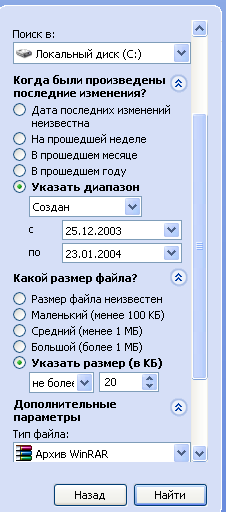 Поиск в:
Локальный диск (C:)
Когда были произведены
последние изменения?
Дата последних изменений
неизвестна
На прошедшей неделе
В прошедшем месяце
В прошедшем году
Указать диапазон
Создан
с 25.12.2003
по 23.01.2004
Какой размер файла?
Размер файла неизвестен
Маленький (менее 100 КБ)
Средний (менее 1 МБ)
Большой (более 1 МБ)
Указать размер (в КБ)
не более 20
Дополнительные
параметры
Тип файла:
Архив WinRAR
Назад Найти